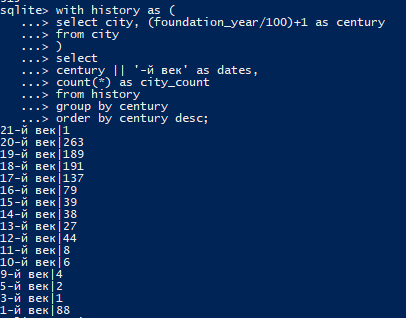 sqlite> with history as (
   ...> select city, (foundation_year/100)+1 as century
   ...> from city
   ...> )
   ...> select
   ...> century || '-й век' as dates,
   ...> count(*) as city_count
   ...> from history
   ...> group by century
   ...> order by century desc;
21-й век|1
20-й век|263
19-й век|189
18-й век|191
17-й век|137
16-й век|79
15-й век|39
14-й век|38
13-й век|27
12-й век|44
11-й век|8
10-й век|6
9-й век|4
5-й век|2
3-й век|1
1-й век|88